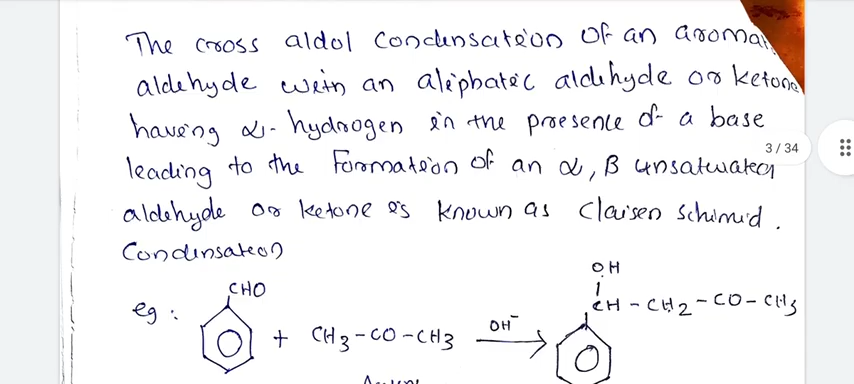 The cross aldol condensation of an aroma
aldehyde with an aliphatic aldehyde or ketone
having α- hydrogen in the presence of a base
3 / 34
leading to the Formation of an α, β unsaturated
aldehyde or ketone is known as Claisen Schimid.
Condensation
eg :
CHO
+ CH3-CO-CH3
OH⁻
OH
CH-CH2-CO-CH3